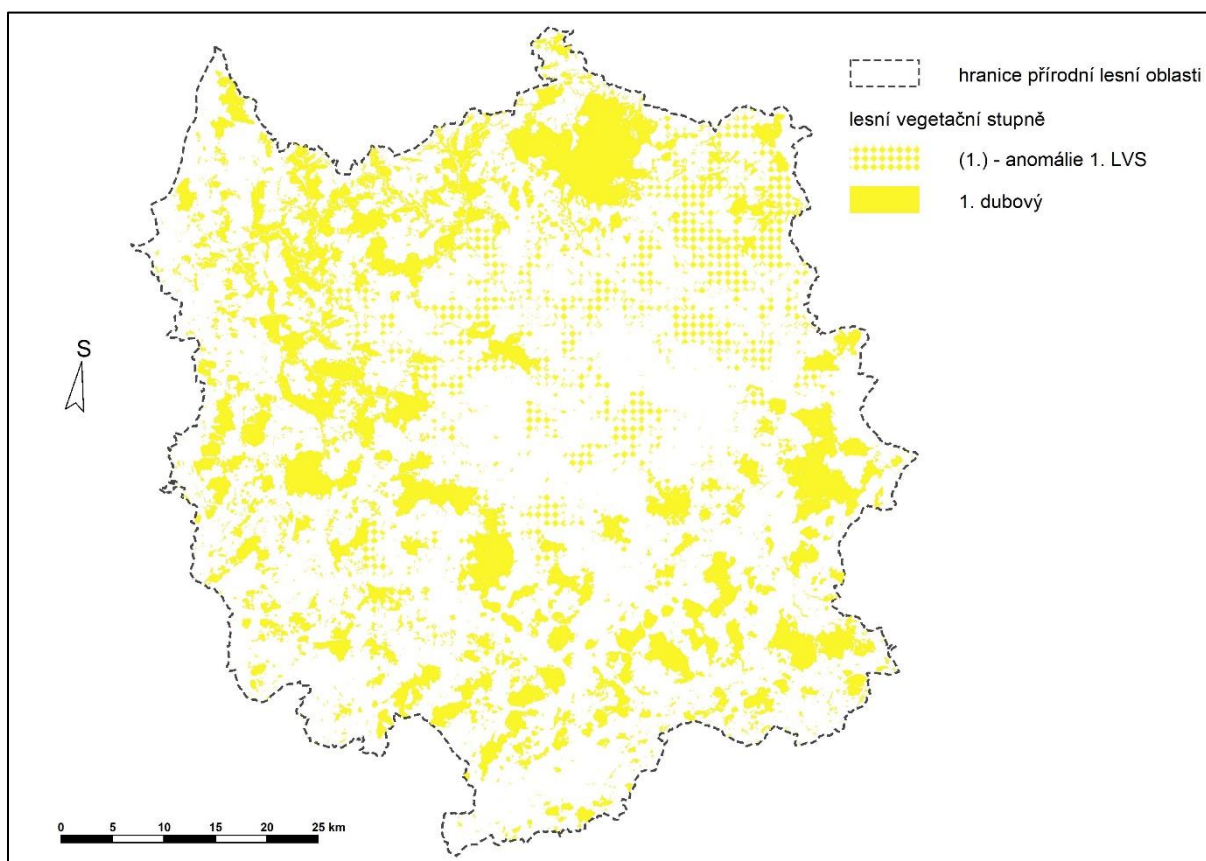 hranice přírodní lesní oblasti
lesní vegetační stupně
(1.) - anomálie 1. LVS
1. dubový
S
0 5 10 15 20 25 km